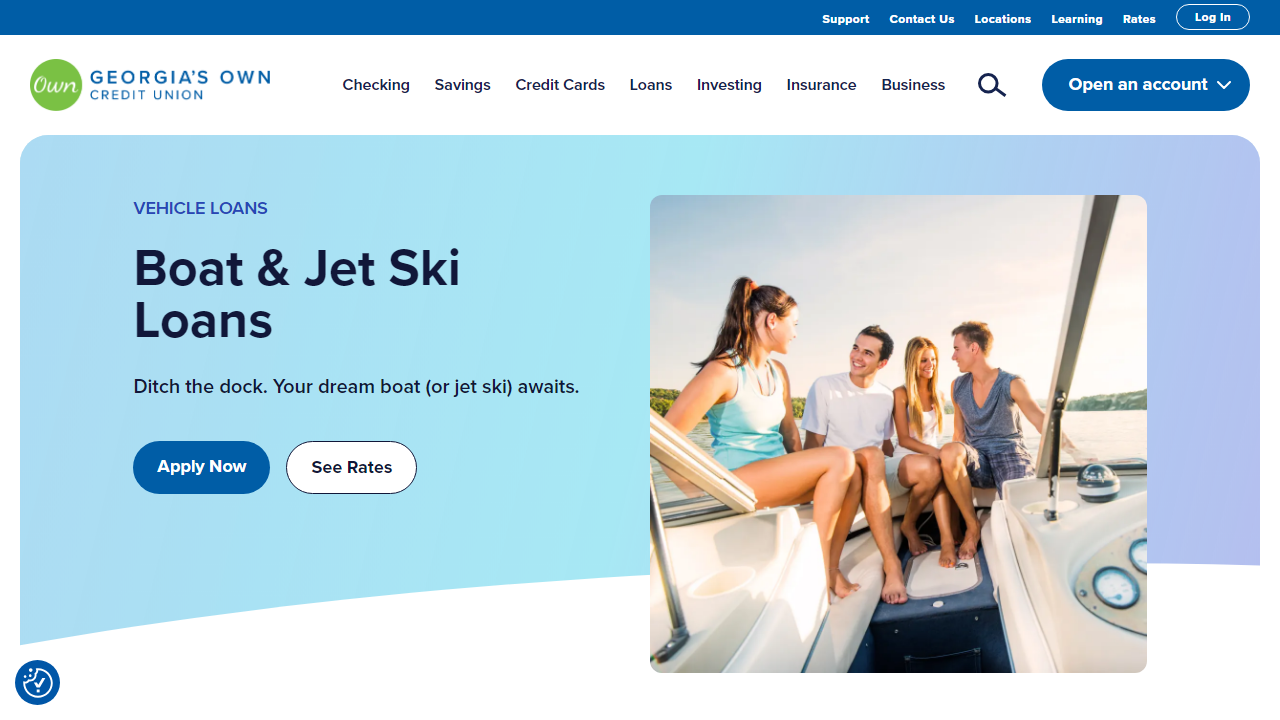 Support Contact Us Locations Learning Rates Log In
Own GEORGIA'S OWN
CREDIT UNION
Checking Savings Credit Cards Loans Investing Insurance Business Open an account
VEHICLE LOANS
Boat & Jet Ski
Loans
Ditch the dock. Your dream boat (or jet ski) awaits.
Apply Now See Rates